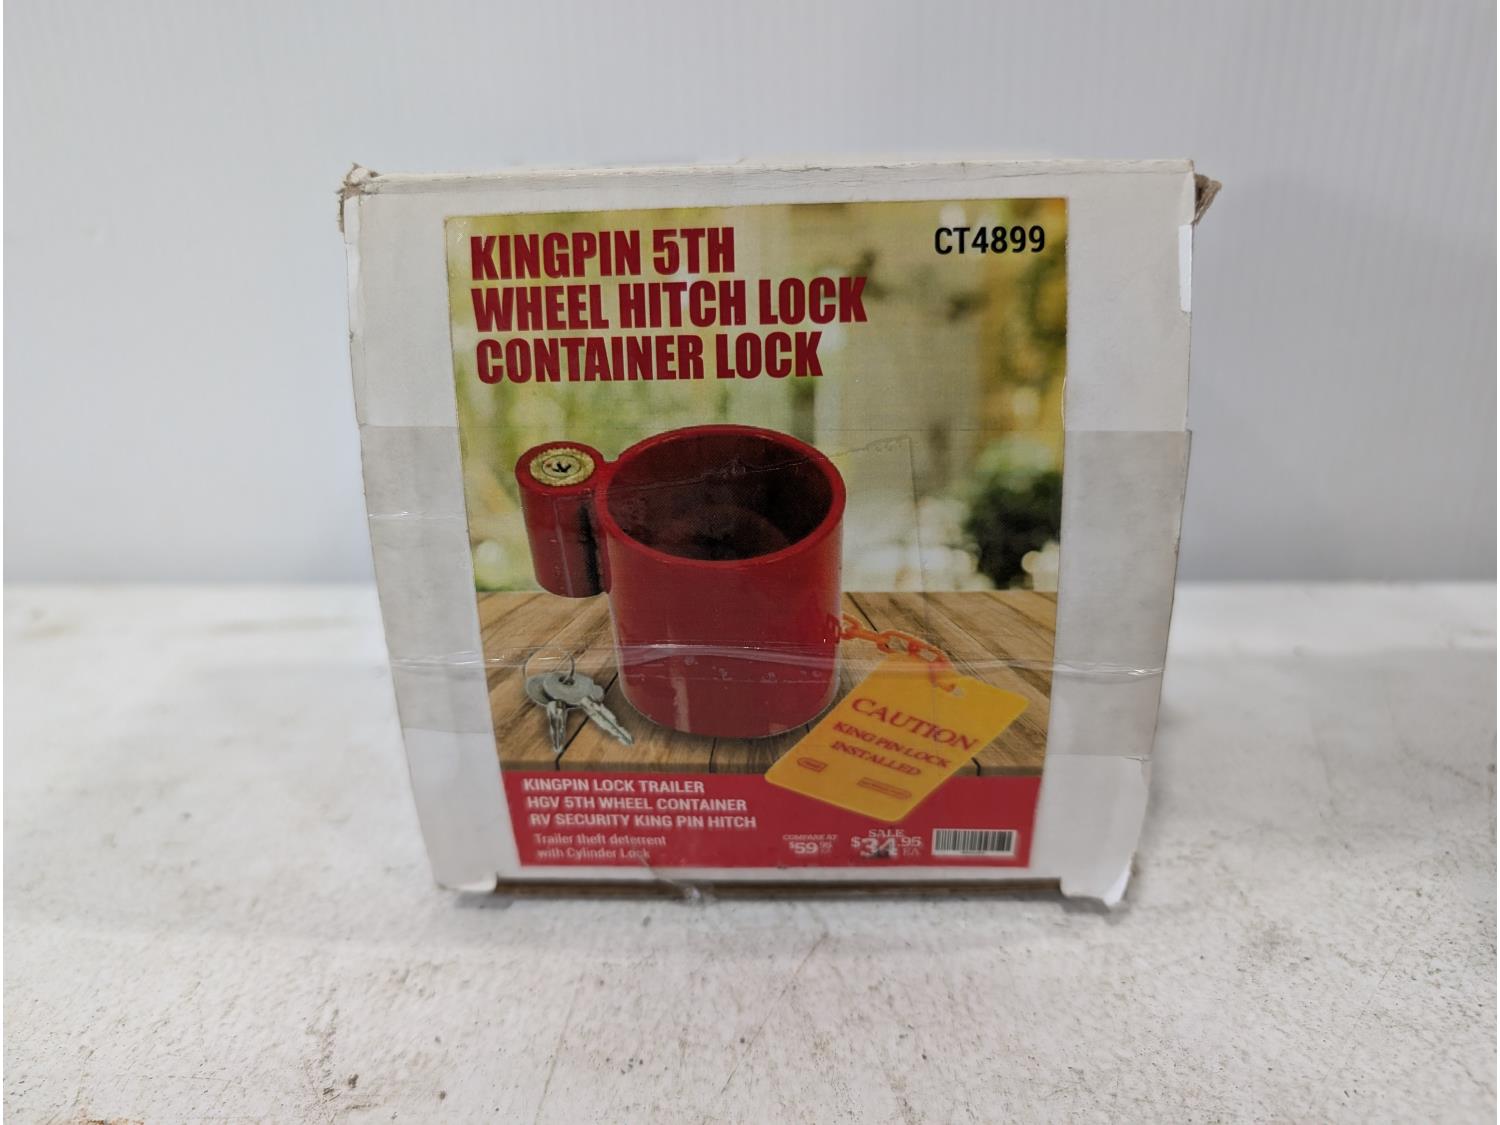 KINGPIN 5TH
WHEEL HITCH LOCK
CONTAINER LOCK
CT4899
CAUTION
KING PIN LOCK
INSTALLED
KINGPIN LOCK TRAILER
HGV 5TH WHEEL CONTAINER
RV SECURITY KING PIN HITCH
Trailer theft deterrent
with Cylinder Lock
COMPARE AT
$59.95
SALE
$34.95
EA